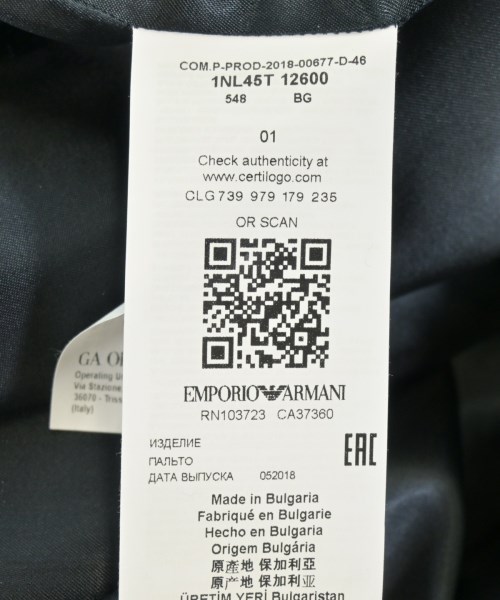 COM.P-PROD-2018-00677-D-46
1NL45T 12600
548 BG
01
Check authenticity at
www.certilogo.com
CLG 739 979 179 235
OR SCAN
EMPORIO ARMANI
RN103723 CA37360
EAC
ИЗДЕЛИЕ
ПАЛЬТО
ДАТА ВЫПУСКА 052018
Made in Bulgaria
Fabriqué en Bulgarie
Hecho en Bulgaria
Origem Bulgária
原產地 保加利亞
原产地 保加利亚
ÜRETİM YERİ Bulgaristan
GA
Operating
Via Stazione
36070 - Triss
(Italy)